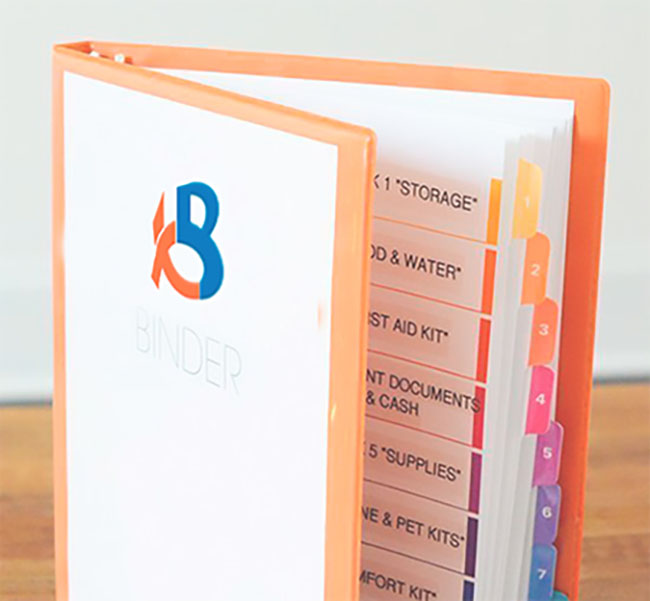 B
BINDER
K 1 "STORAGE"
OD & WATER"
ST AID KIT"
NT DOCUMENTS
& CASH
5 "SUPPLIES"
NE & PET KITS"
MFORT KIT"
1
2
3
4
5
6
7